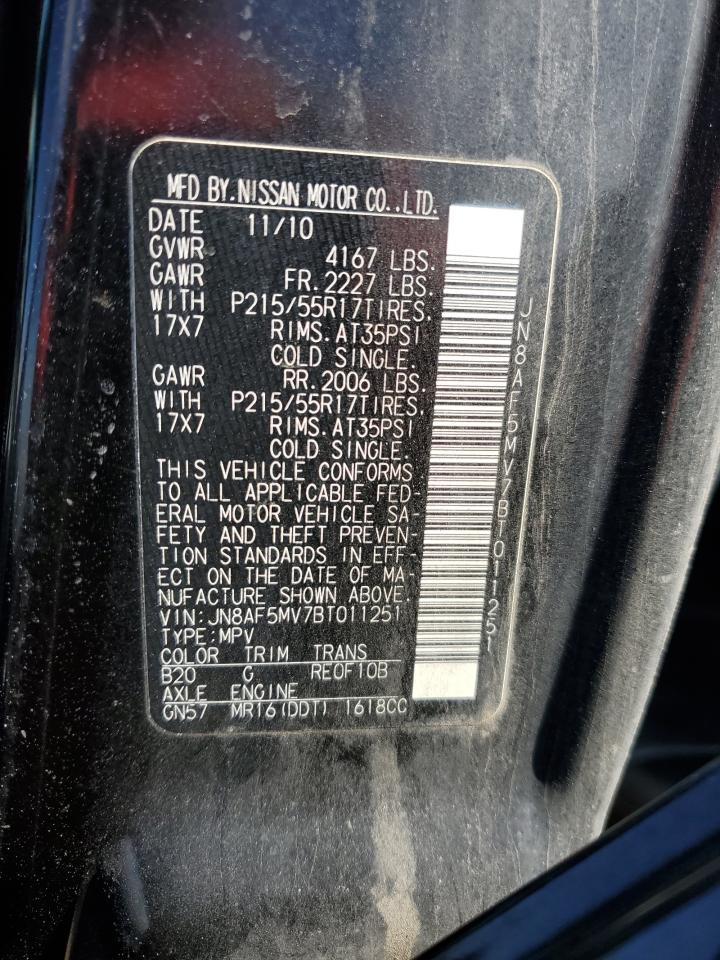 MFD BY.NISSAN MOTOR CO.,LTD.
DATE 11/10
GVWR 4167 LBS.
GAWR FR.2227 LBS.
WITH P215/55R17TIRES.
17X7 RIMS.AT35PSI
COLD SINGLE.
GAWR RR.2006 LBS.
WITH P215/55R17TIRES.
17X7 RIMS.AT35PSI
COLD SINGLE.
THIS VEHICLE CONFORMS
TO ALL APPLICABLE FED-
ERAL MOTOR VEHICLE SA-
FETY AND THEFT PREVEN-
TION STANDARDS IN EFF-
ECT ON THE DATE OF MA-
NUFACTURE SHOWN ABOVE.
VIN:JN8AF5MV7BT011251
TYPE:MPV
COLOR TRIM TRANS
B20 G RE0F10B
AXLE ENGINE
GN57 MR16(DDT) 1618CC
JN8AF5MV7BT011251